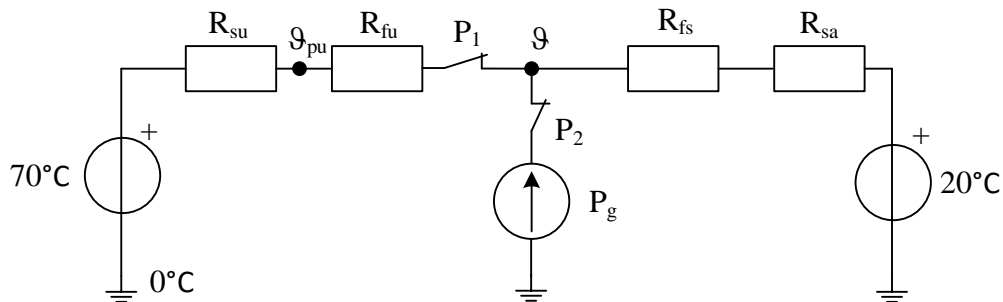 R_su
ϑ_pu
R_fu
P_1
ϑ
R_fs
R_sa
P_2
+
+
70°C
P_g
20°C
0°C